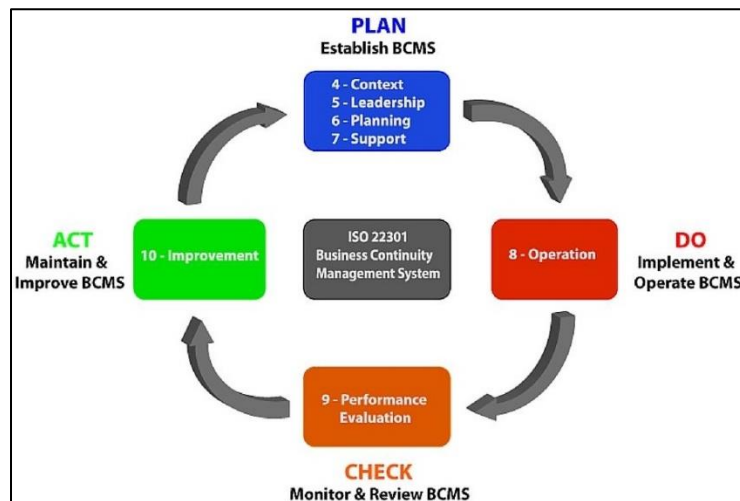 PLAN
Establish BCMS
4 - Context
5 - Leadership
6 - Planning
7 - Support
ACT
Maintain &
Improve BCMS
10 - Improvement
ISO 22301
Business Continuity
Management System
8 - Operation
DO
Implement &
Operate BCMS
9 - Performance
Evaluation
CHECK
Monitor & Review BCMS